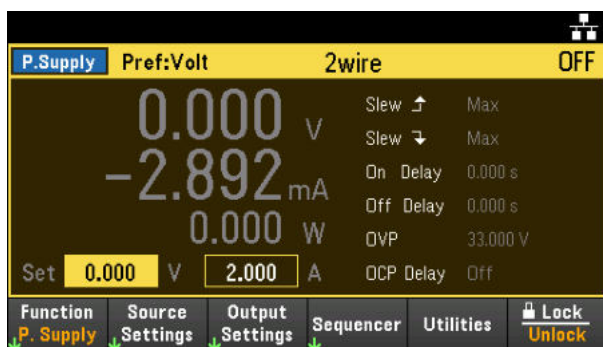 P.Supply Pref:Volt 2wire OFF
0.000 V
-2.892 mA
0.000 W
Set 0.000 V 2.000 A
Slew Max
Slew Max
On Delay 0.000 s
Off Delay 0.000 s
OVP 33.000 V
OCP Delay Off
Function
P. Supply
Source
Settings
Output
Settings
Sequencer
Utilities
Lock
Unlock